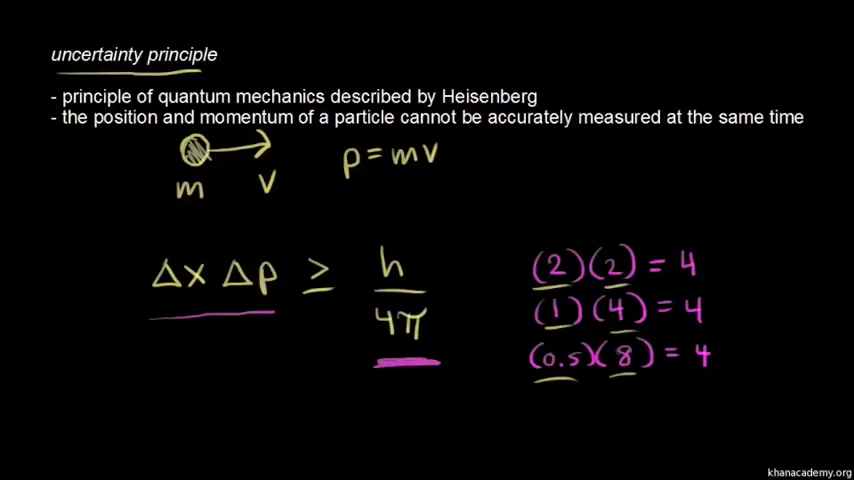 uncertainty principle
- principle of quantum mechanics described by Heisenberg
- the position and momentum of a particle cannot be accurately measured at the same time
m v
p = mv
Δx Δp ≥ h
4π
(2)(2) = 4
(1)(4) = 4
(0.5)(8) = 4
khanacademy.org